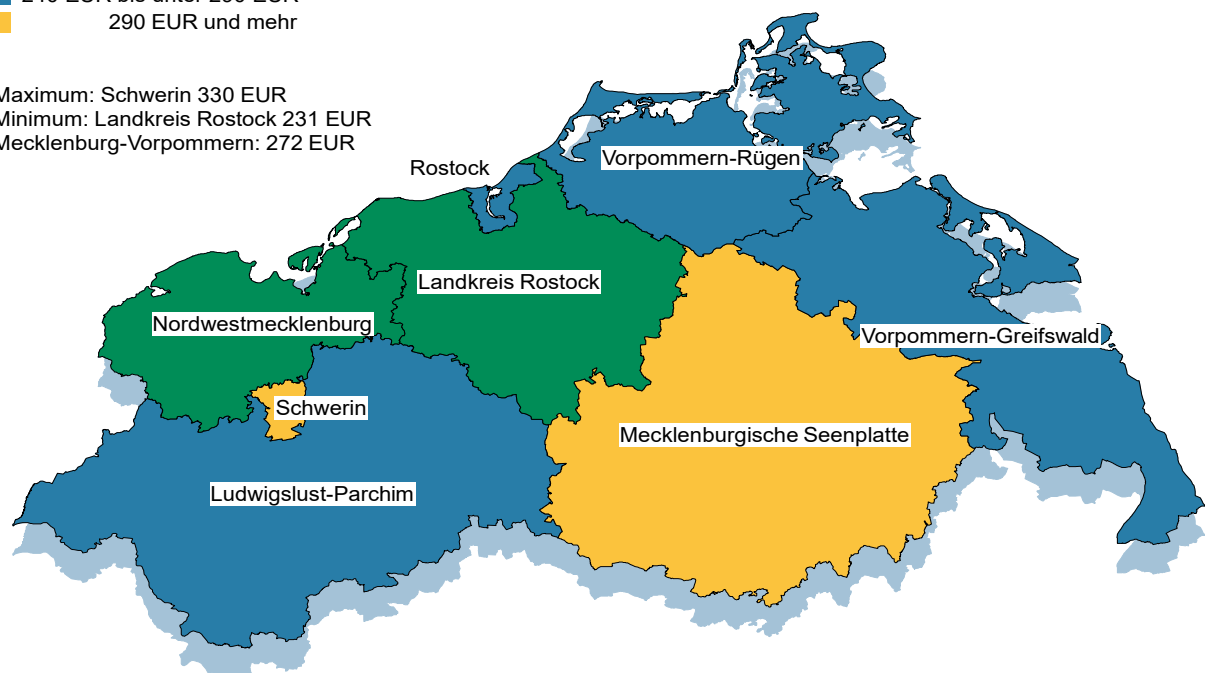 290 EUR und mehr
Maximum: Schwerin 330 EUR
Minimum: Landkreis Rostock 231 EUR
Mecklenburg-Vorpommern: 272 EUR
Vorpommern-Rügen
Rostock
Landkreis Rostock
Nordwestmecklenburg
Vorpommern-Greifswald
Schwerin
Mecklenburgische Seenplatte
Ludwigslust-Parchim